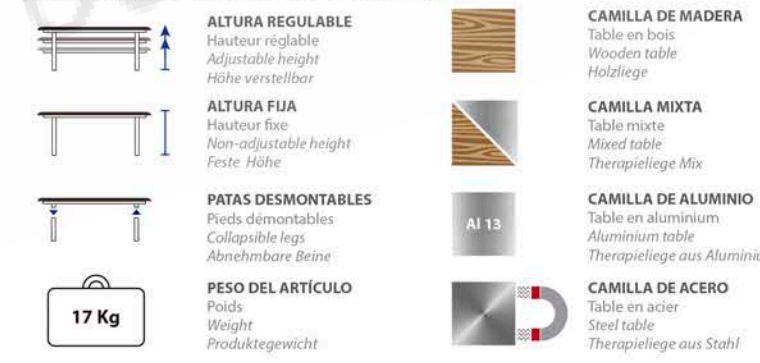 ALTURA REGULABLE
Hauteur réglable
Adjustable height
Höhe verstellbar
ALTURA FIJA
Hauteur fixe
Non-adjustable height
Feste Höhe
PATAS DESMONTABLES
Pieds démontables
Collapsible legs
Abnehmbare Beine
17 Kg
PESO DEL ARTÍCULO
Poids
Weight
Produktegewicht
CAMILLA DE MADERA
Table en bois
Wooden table
Holzliege
CAMILLA MIXTA
Table mixte
Mixed table
Therapieliege Mix
Al 13
CAMILLA DE ALUMINIO
Table en aluminium
Aluminium table
Therapieliege aus
CAMILLA DE ACERO
Table en acier
Steel table
Therapieliege aus Stahl